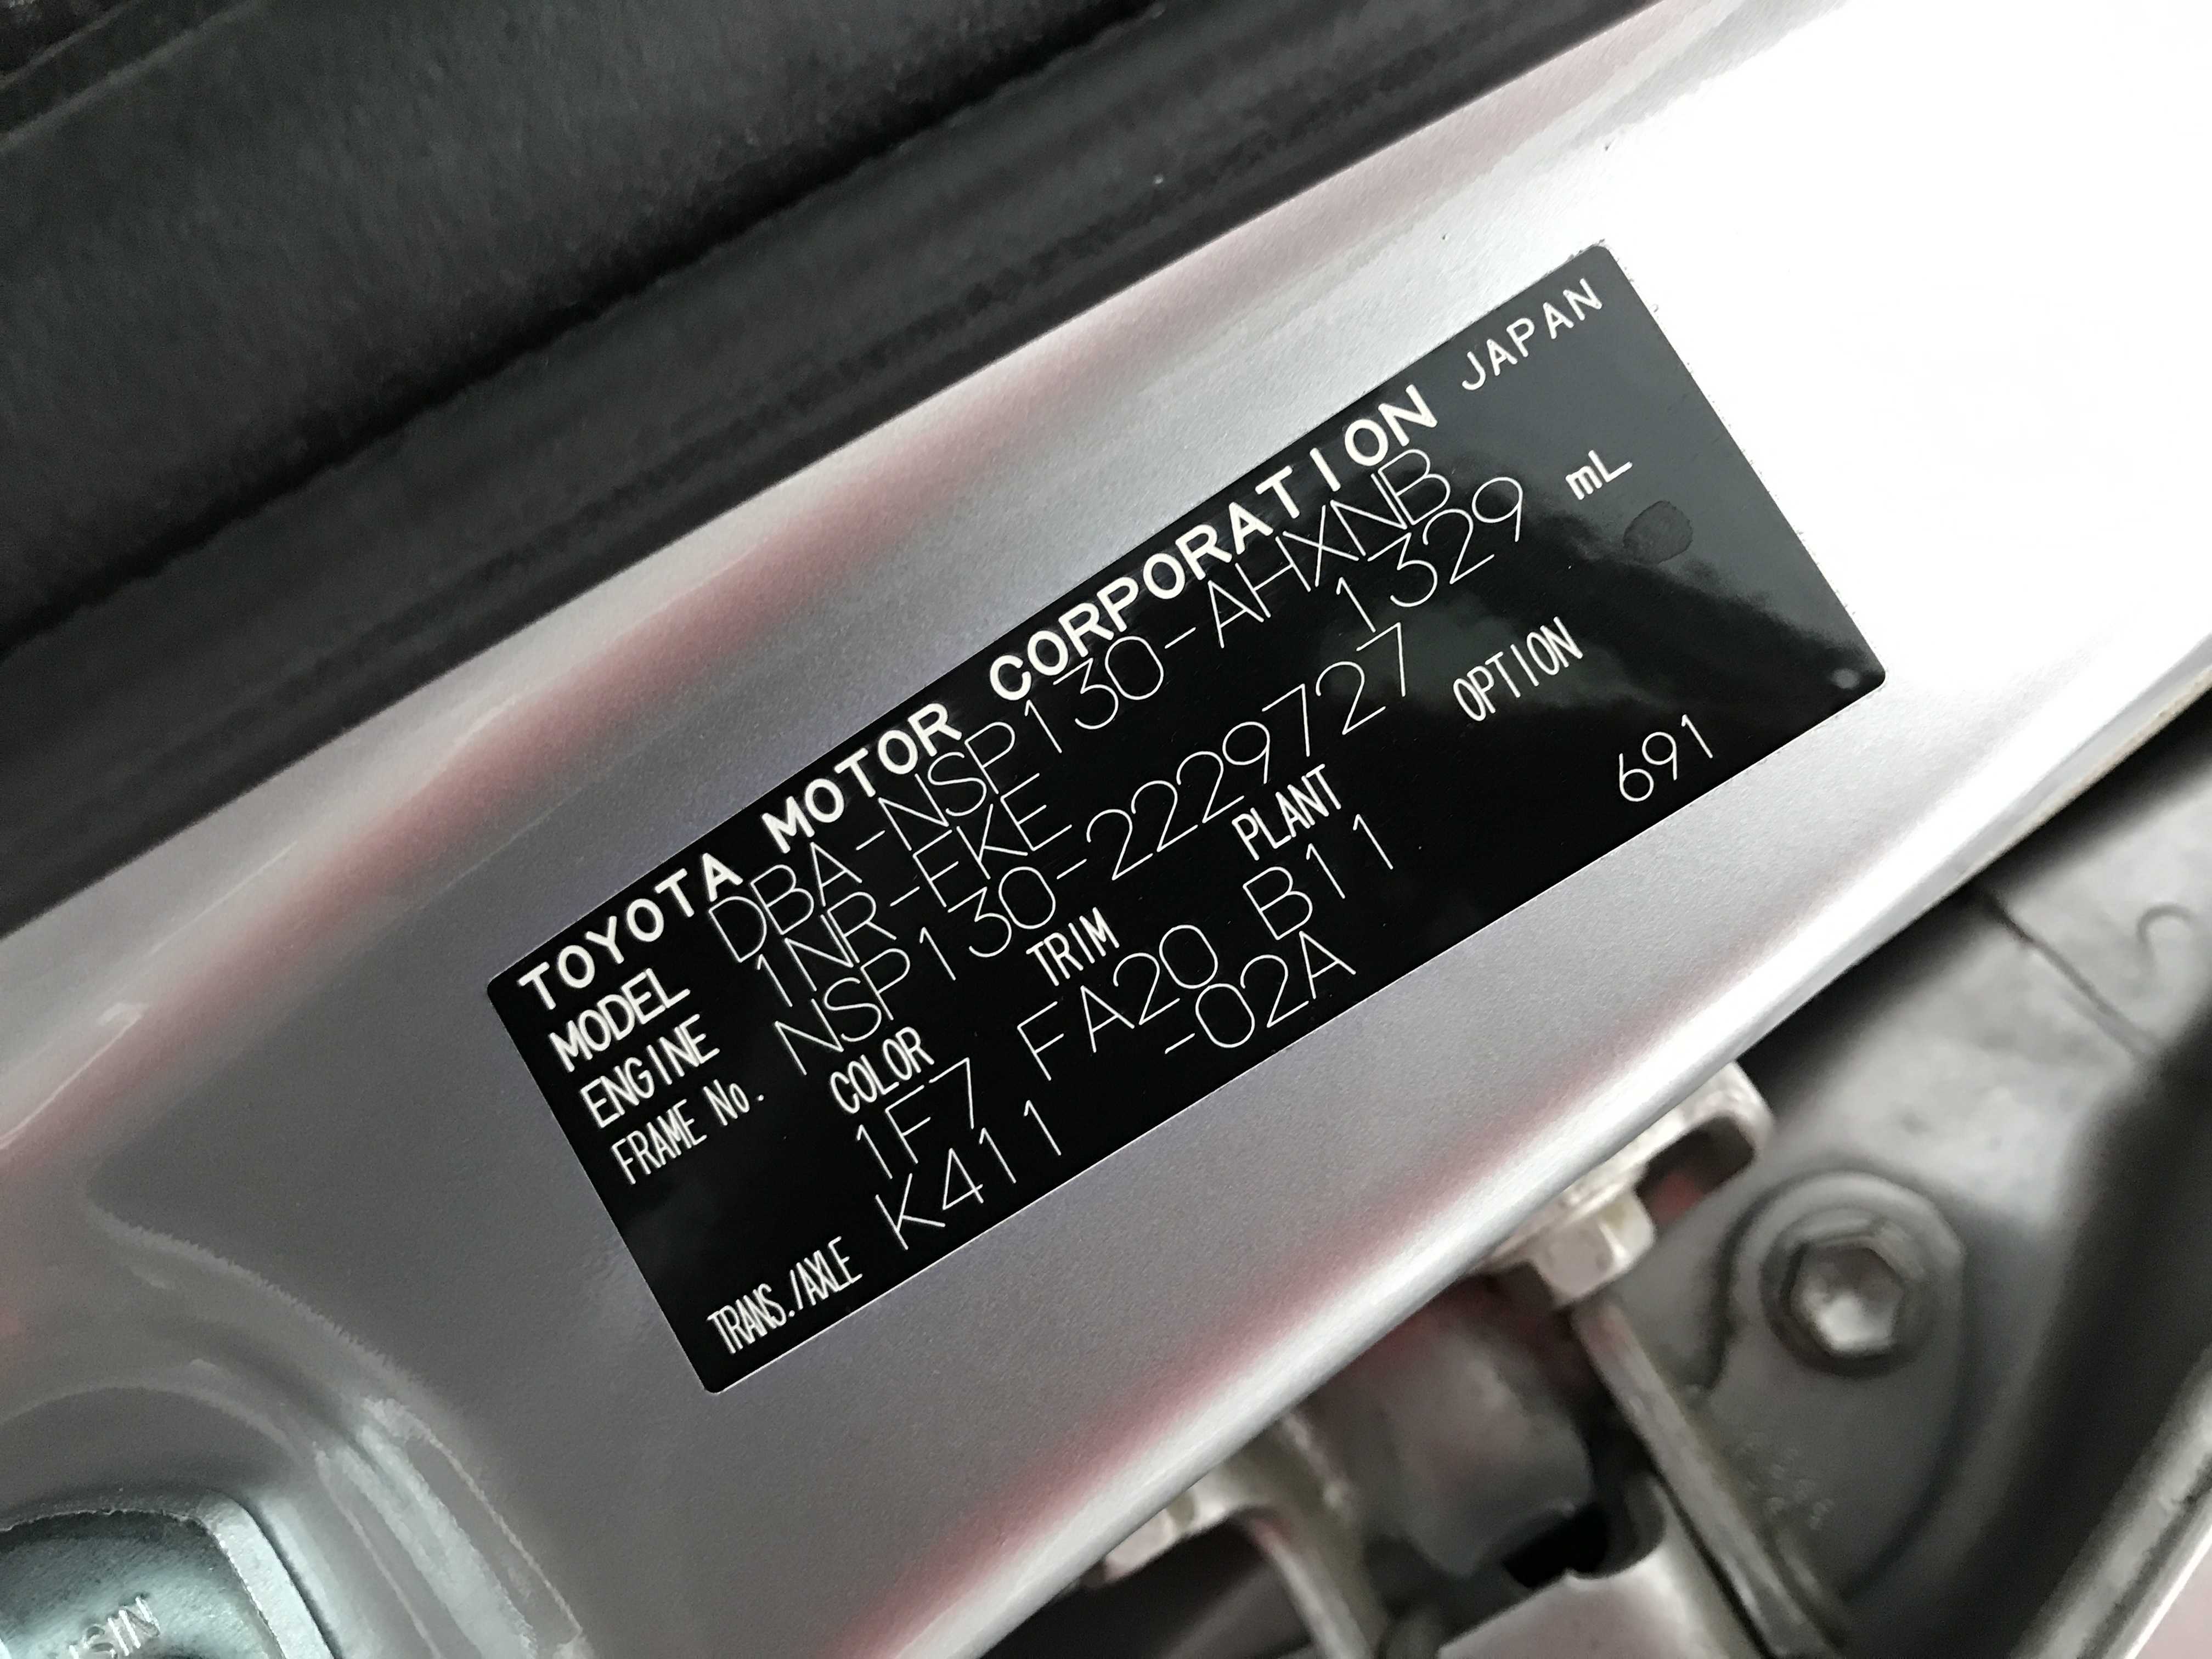 TOYOTA MOTOR CORPORATION JAPAN
MODEL DBA-NSP130-AHXNB
ENGINE 1NR-FKE 1329 mL
FRAME No. NSP130-2229727
COLOR TRIM PLANT OPTION
1F7 FA20 B11 691
TRANS./AXLE K411 -02A